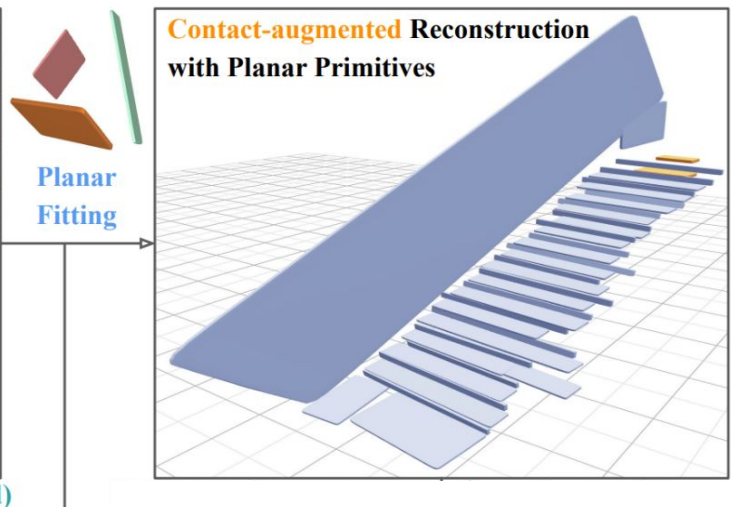 Contact-augmented Reconstruction
with Planar Primitives
Planar
Fitting
)